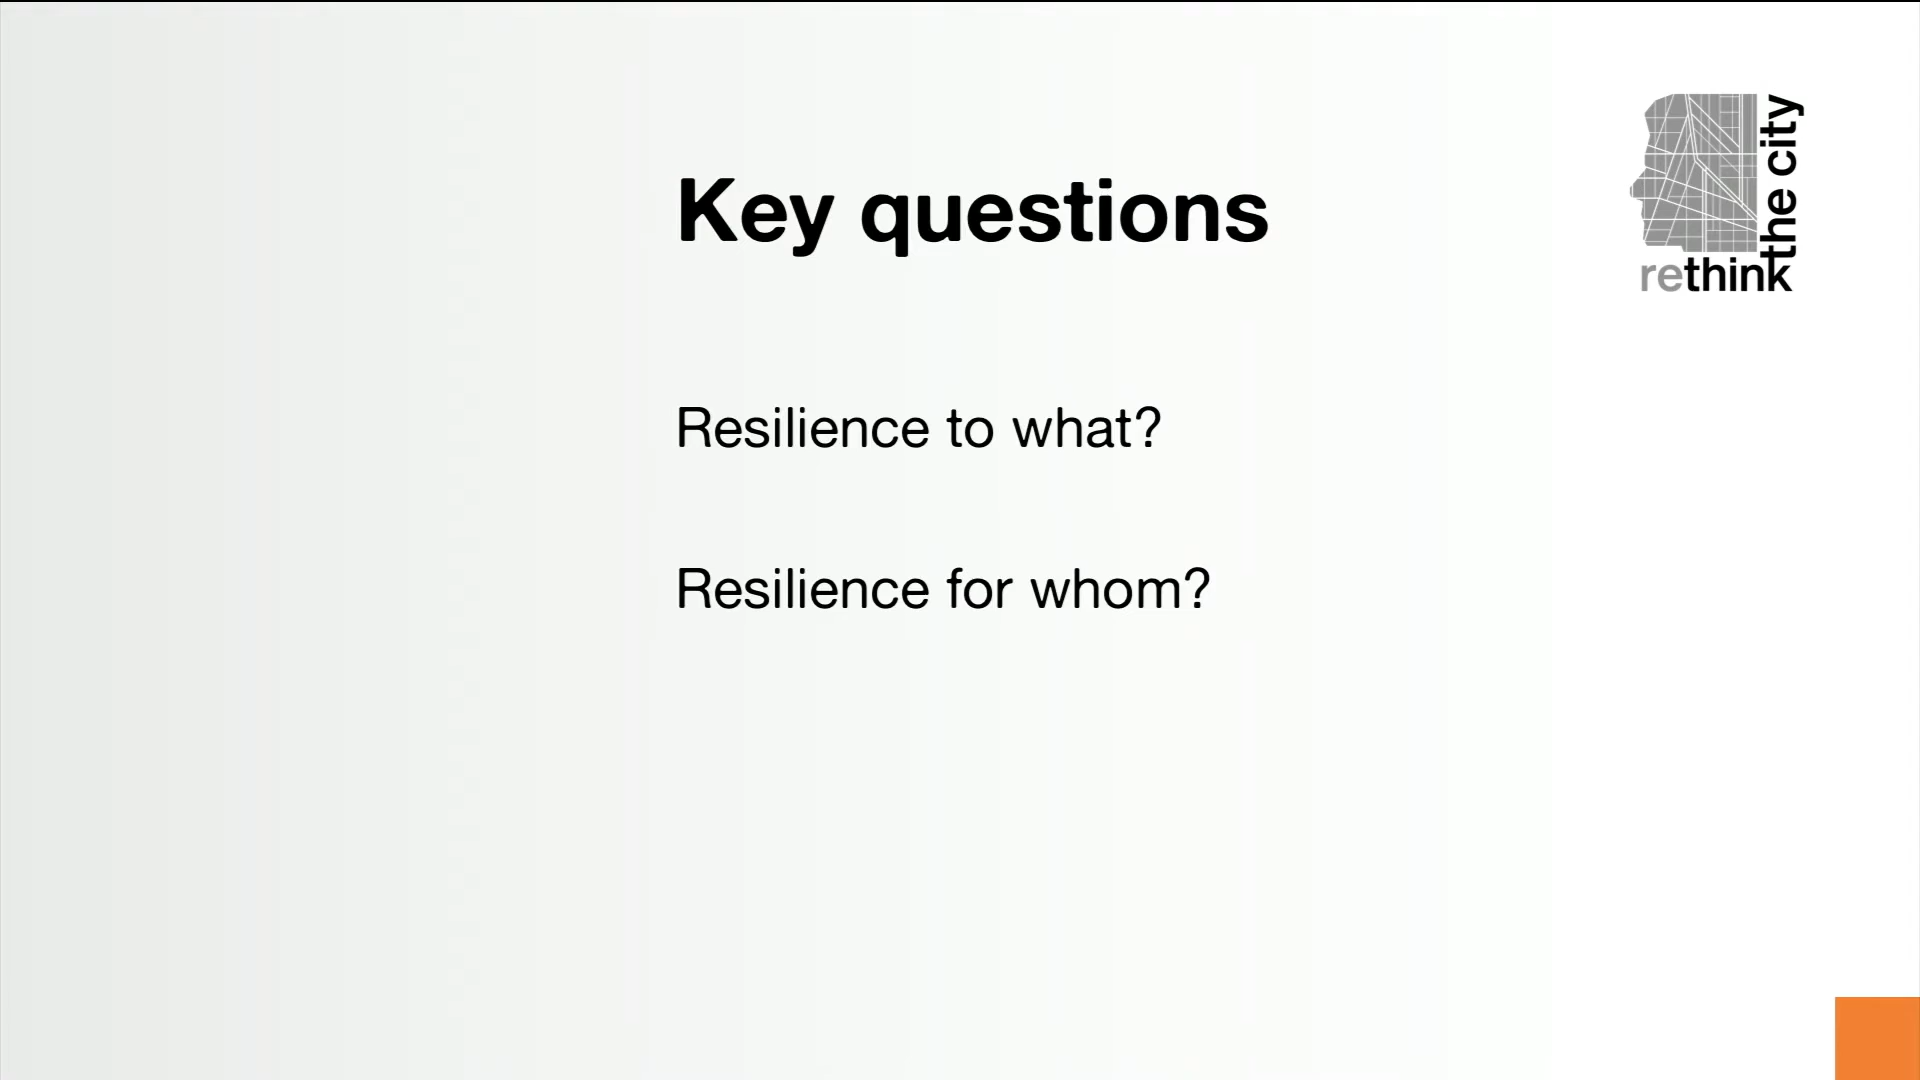 Key questions
Resilience to what?
Resilience for whom?
rethink
the city